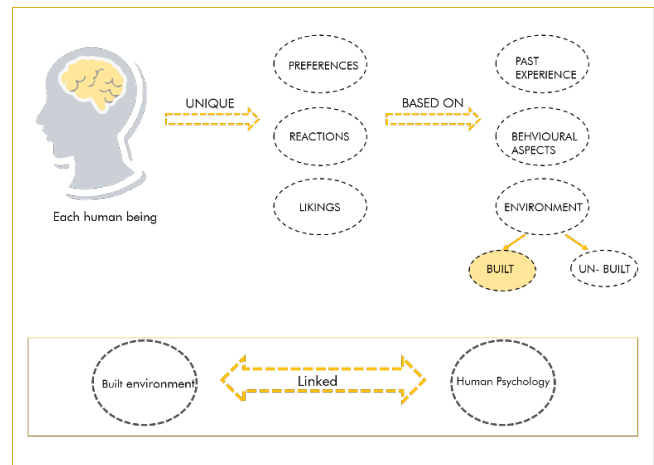 PREFERENCES
PAST
EXPERIENCE
UNIQUE
BASED ON
REACTIONS
BEHVIOURAL
ASPECTS
Each human being
LIKINGS
ENVIRONMENT
BUILT
UN- BUILT
Built environment
Linked
Human Psychology